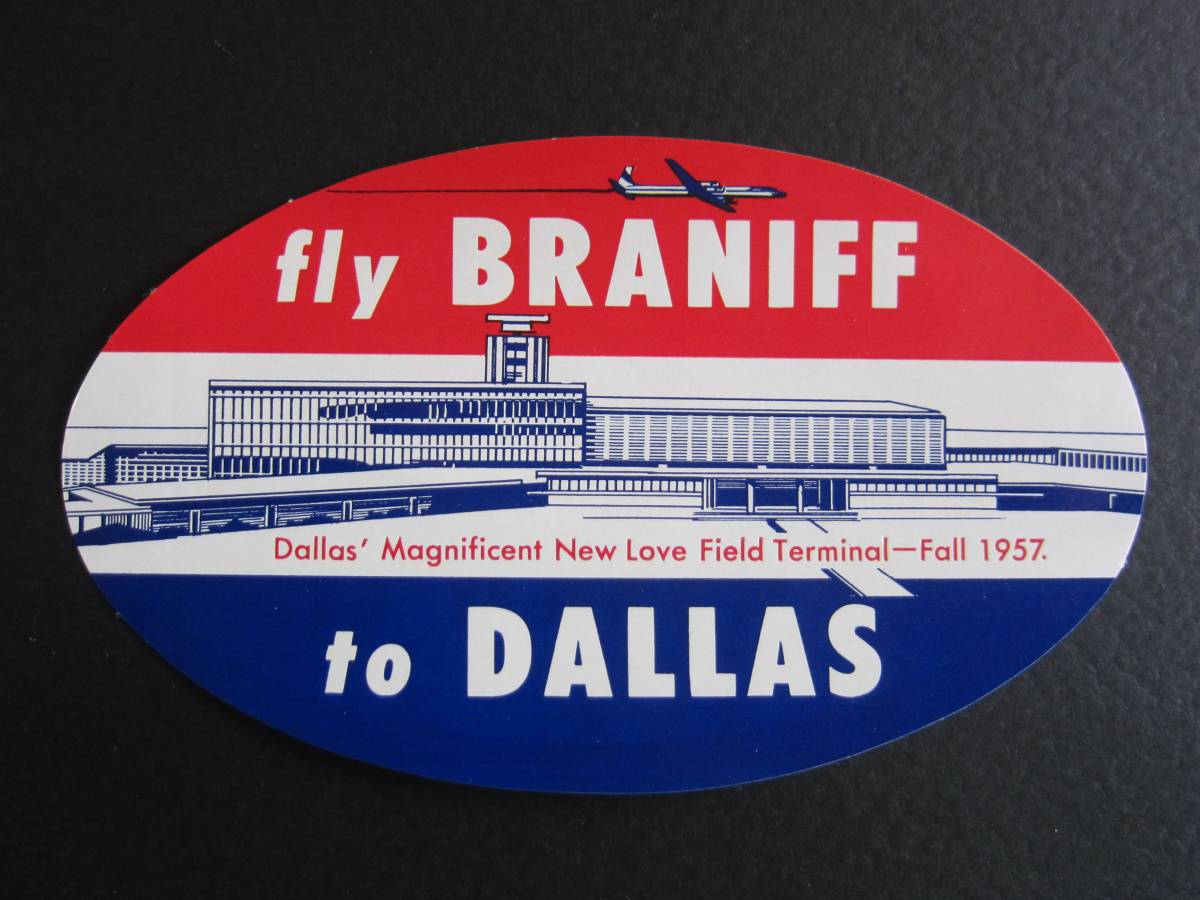 fly BRANIFF
Dallas' Magnificent New Love Field Terminal—Fall 1957.
to DALLAS